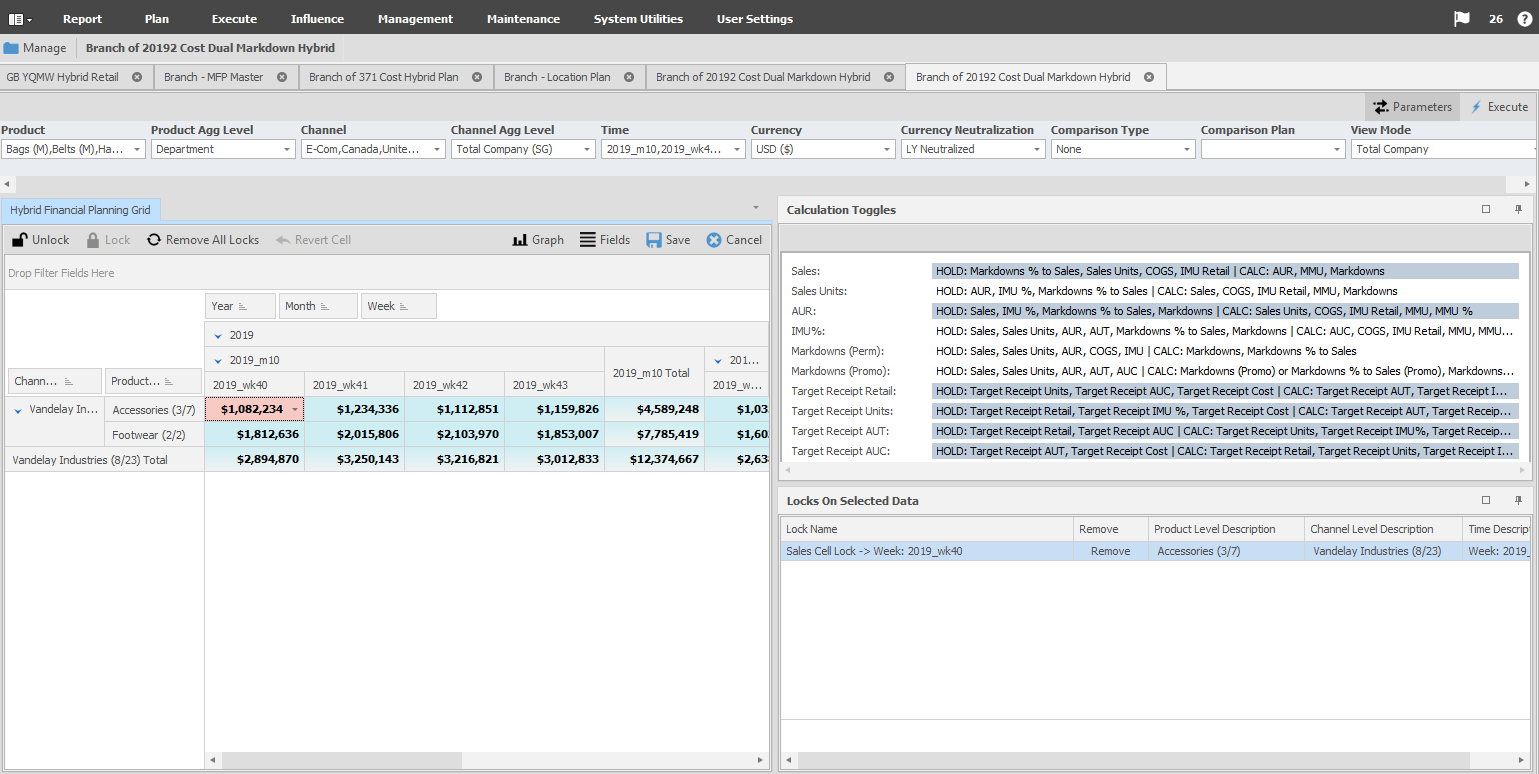 Report Plan Execute Influence Management Maintenance System Utilities User Settings 26 ?
Manage Branch of 20192 Cost Dual Markdown Hybrid
GB YQMW Hybrid Retail Branch - MFP Master Branch of 371 Cost Hybrid Plan Branch - Location Plan Branch of 20192 Cost Dual Markdown Hybrid Branch of 20192 Cost Dual Markdown Hybrid
Parameters Execute
Product Product Agg Level Channel Channel Agg Level Time Currency Currency Neutralization Comparison Type Comparison Plan View Mode
Bags (M),Belts (M),Ha... Department E-Com,Canada,Unite... Total Company (SG) 2019_m10,2019_wk4... USD ($) LY Neutralized None Total Company
Hybrid Financial Planning Grid
Unlock Lock Remove All Locks Revert Cell Graph Fields Save Cancel
Drop Filter Fields Here
Year Month Week
2019
2019_m10 2019_m10 Total 201...
Chann... Product... 2019_wk40 2019_wk41 2019_wk42 2019_wk43 2019_w...
Vandelay In... Accessories (3/7) $1,082,234 $1,234,336 $1,112,851 $1,159,826 $4,589,248 $1,03
Footwear (2/2) $1,812,636 $2,015,806 $2,103,970 $1,853,007 $7,785,419 $1,60
Vandelay Industries (8/23) Total $2,894,870 $3,250,143 $3,216,821 $3,012,833 $12,374,667 $2,63
Calculation Toggles
Sales: HOLD: Markdowns % to Sales, Sales Units, COGS, IMU Retail | CALC: AUR, MMU, Markdowns
Sales Units: HOLD: AUR, IMU %, Markdowns % to Sales | CALC: Sales, COGS, IMU Retail, MMU, Markdowns
AUR: HOLD: Sales, IMU %, Markdowns % to Sales, Markdowns | CALC: Sales Units, COGS, IMU Retail, MMU, MMU %
IMU%: HOLD: Sales, Sales Units, AUR, AUT, Markdowns % to Sales, Markdowns | CALC: AUC, COGS, IMU Retail, MMU, MMU...
Markdowns (Perm): HOLD: Sales, Sales Units, AUR, COGS, IMU | CALC: Markdowns, Markdowns % to Sales
Markdowns (Promo): HOLD: Sales, Sales Units, AUR, AUT, AUC | CALC: Markdowns (Promo) or Markdowns % to Sales (Promo), Markdowns...
Target Receipt Retail: HOLD: Target Receipt Units, Target Receipt AUC, Target Receipt Cost | CALC: Target Receipt AUT, Target Receipt I...
Target Receipt Units: HOLD: Target Receipt Retail, Target Receipt IMU %, Target Receipt Cost | CALC: Target Receipt AUT, Target Receip...
Target Receipt AUT: HOLD: Target Receipt Retail, Target Receipt AUC | CALC: Target Receipt Units, Target Receipt IMU%, Target Receipt...
Target Receipt AUC: HOLD: Target Receipt AUT, Target Receipt Cost | CALC: Target Receipt Retail, Target Receipt Units, Target Receipt I...
Locks On Selected Data
Lock Name Remove Product Level Description Channel Level Description Time Descrip
Sales Cell Lock -> Week: 2019_wk40 Remove Accessories (3/7) Vandelay Industries (8/23) Week: 2019_